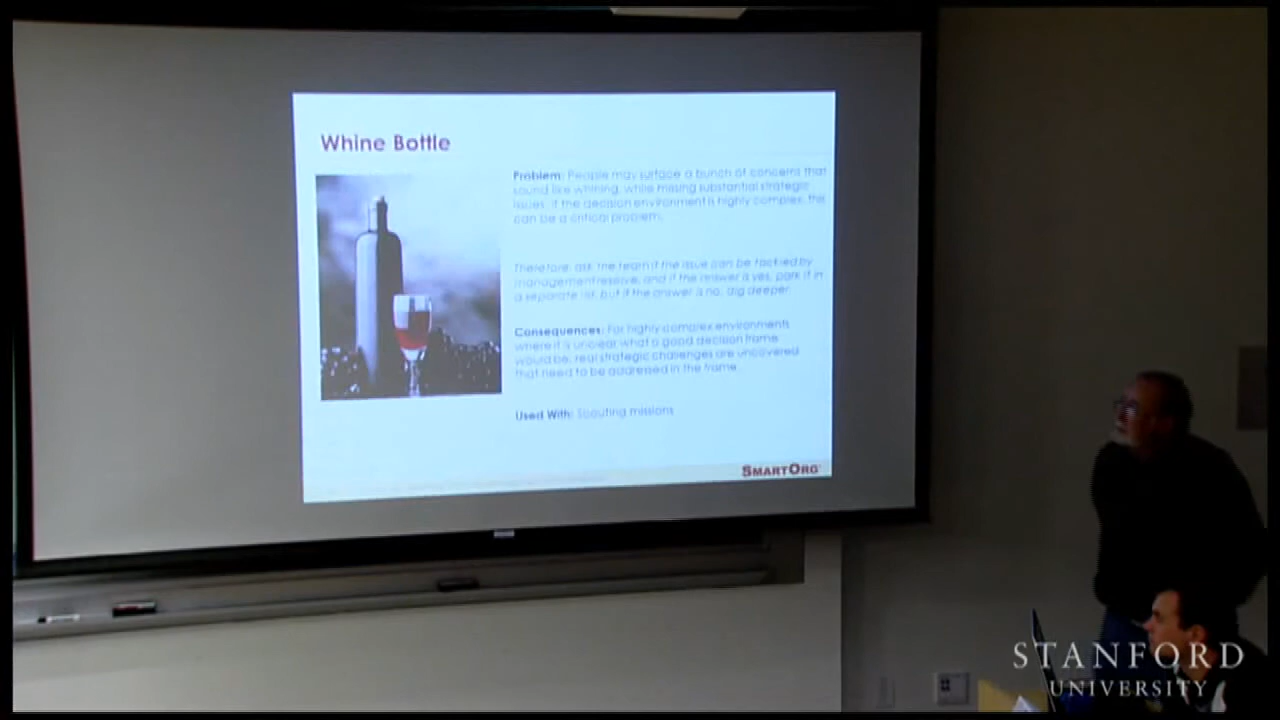 Whine Bottle
Problem: People may surface a bunch of concerns that
sound like whining, while missing substantial strategic
issues. If the decision environment is highly complex, this
can be a critical problem.
Therefore, ask the team if the issue can be tackled by
management resolve, and if the answer is yes, park it in
a separate list, but if the answer is no, dig deeper.
Consequences: For highly complex environments
where it is unclear what a good decision frame
would be, real strategic challenges are uncovered
that need to be addressed in the frame.
Used With: Scouting missions
SMARTORG
STANFORD
UNIVERSITY